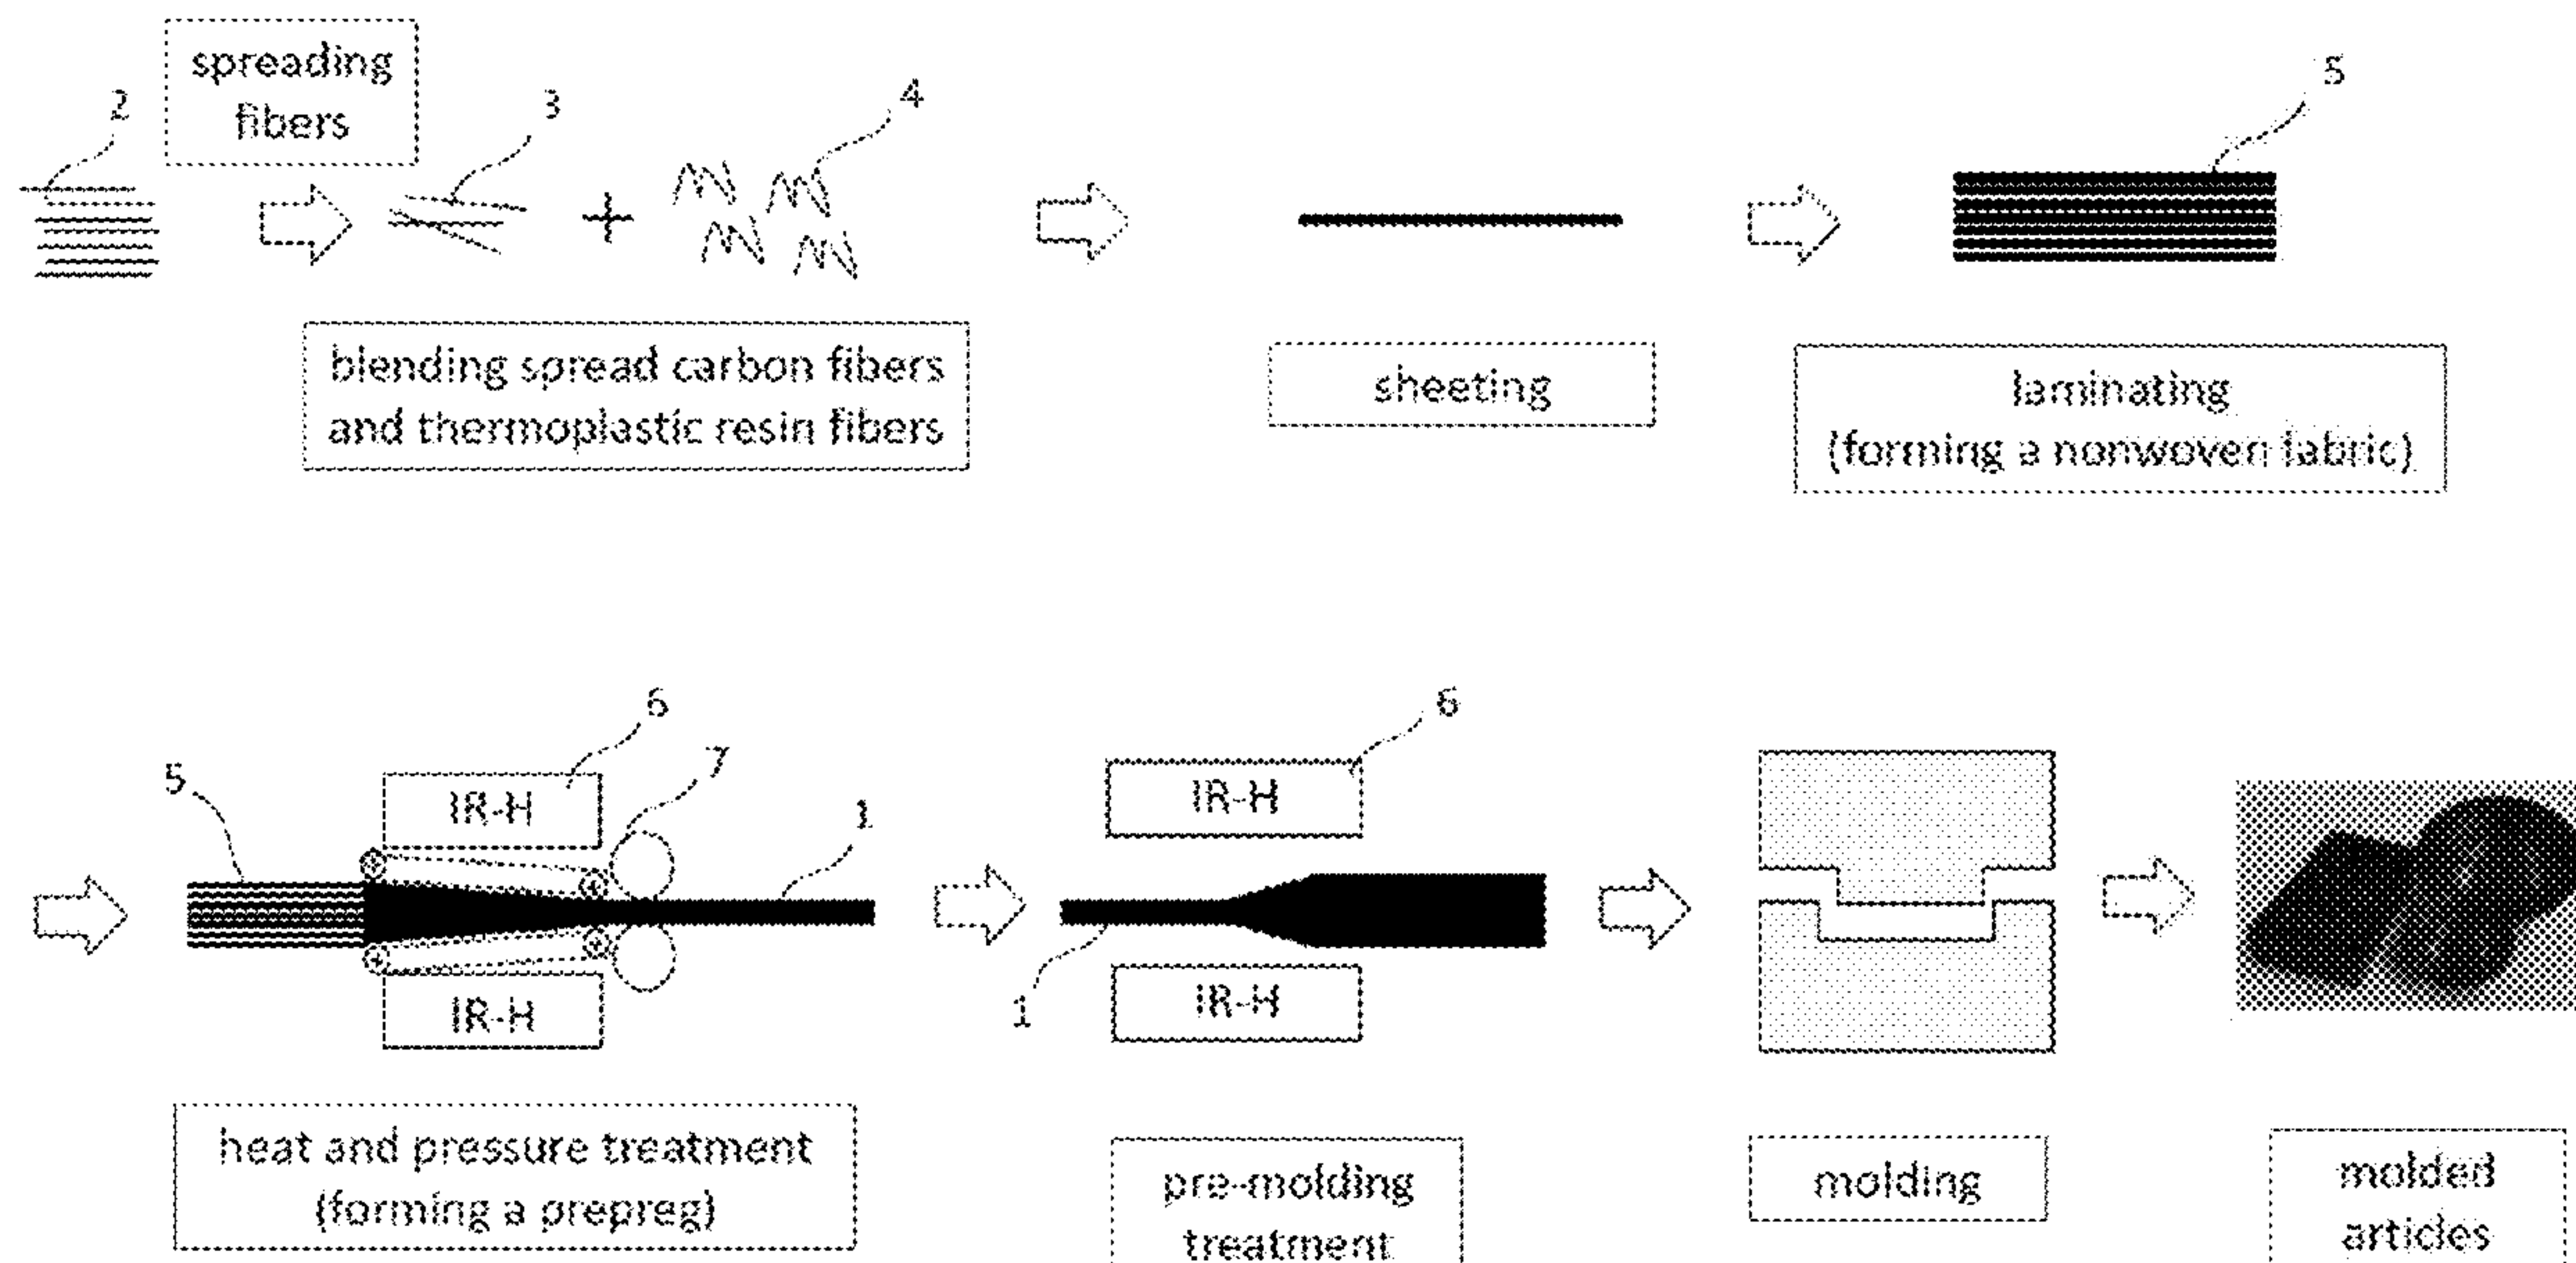 spreading
fibers
2
3
4
5
blending spread carbon fibers
and thermoplastic resin fibers
sheeting
laminating
(forming a nonwoven fabric)
5
6
IR-H
7
1
IR-H
heat and pressure treatment
(forming a prepreg)
6
IR-H
1
IR-H
pre-molding
treatment
molding
molded
articles